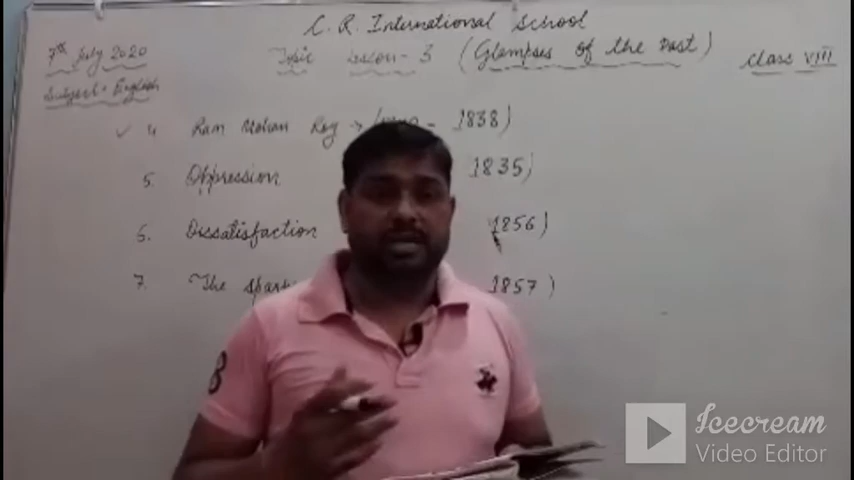 C. R. International School
7th July 2020
Topic Lesson - 3 (Glimpses of the Past)
Class VIII
Subject - English
4. Ram Mohan Roy → 1838)
5. Oppression 1835)
6. Dissatisfaction 1856)
7. The Spark 1857)
8
Icecream
Video Editor